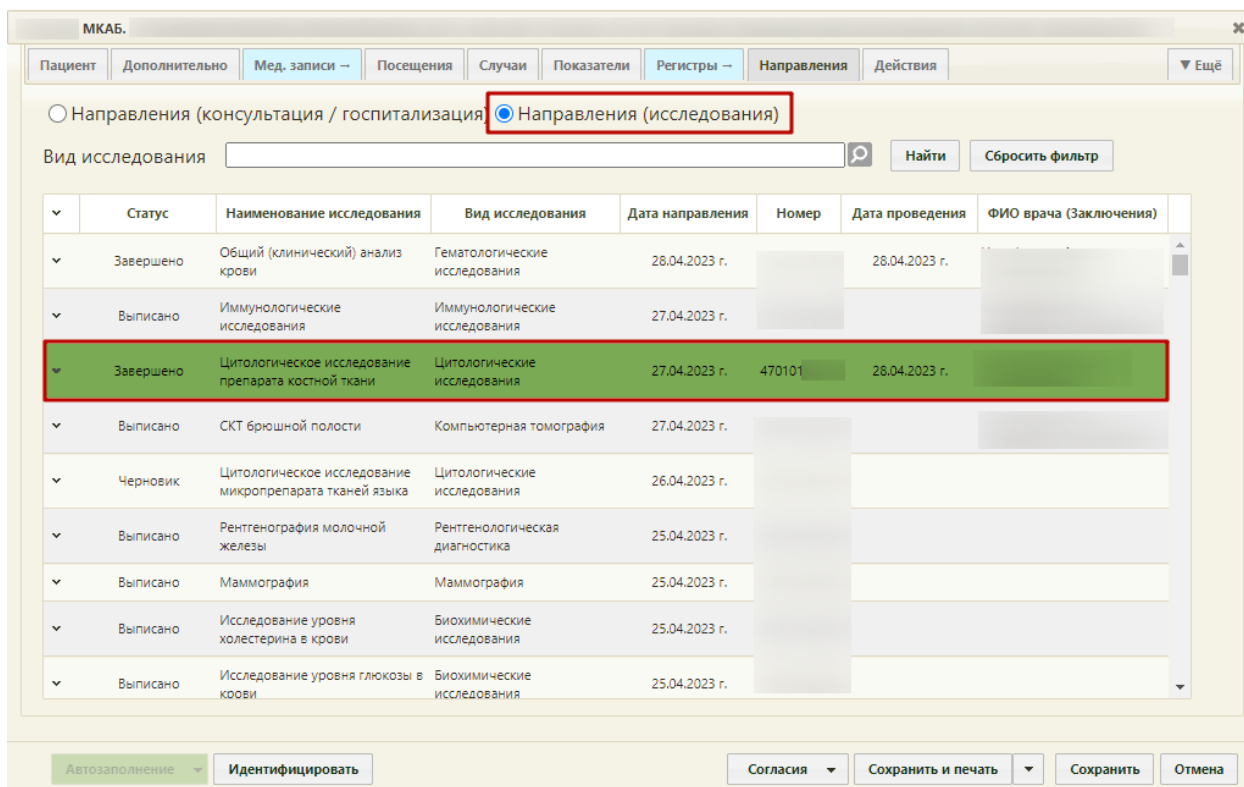 МКАБ.
Пациент Дополнительно Мед. записи → Посещения Случаи Показатели Регистры → Направления Действия ▼ Ещё
Направления (консультация / госпитализация) Направления (исследования)
Вид исследования Найти Сбросить фильтр
Статус Наименование исследования Вид исследования Дата направления Номер Дата проведения ФИО врача (Заключения)
Завершено Общий (клинический) анализ крови Гематологические исследования 28.04.2023 г. 28.04.2023 г.
Выписано Иммунологические исследования Иммунологические исследования 27.04.2023 г.
Завершено Цитологическое исследование препарата костной ткани Цитологические исследования 27.04.2023 г. 470101 28.04.2023 г.
Выписано СКТ брюшной полости Компьютерная томография 27.04.2023 г.
Черновик Цитологическое исследование микропрепарата тканей языка Цитологические исследования 26.04.2023 г.
Выписано Рентгенография молочной железы Рентгенологическая диагностика 25.04.2023 г.
Выписано Маммография Маммография 25.04.2023 г.
Выписано Исследование уровня холестерина в крови Биохимические исследования 25.04.2023 г.
Выписано Исследование уровня глюкозы в крови Биохимические исследования 25.04.2023 г.
Автозаполнение Идентифицировать Согласия Сохранить и печать Сохранить Отмена